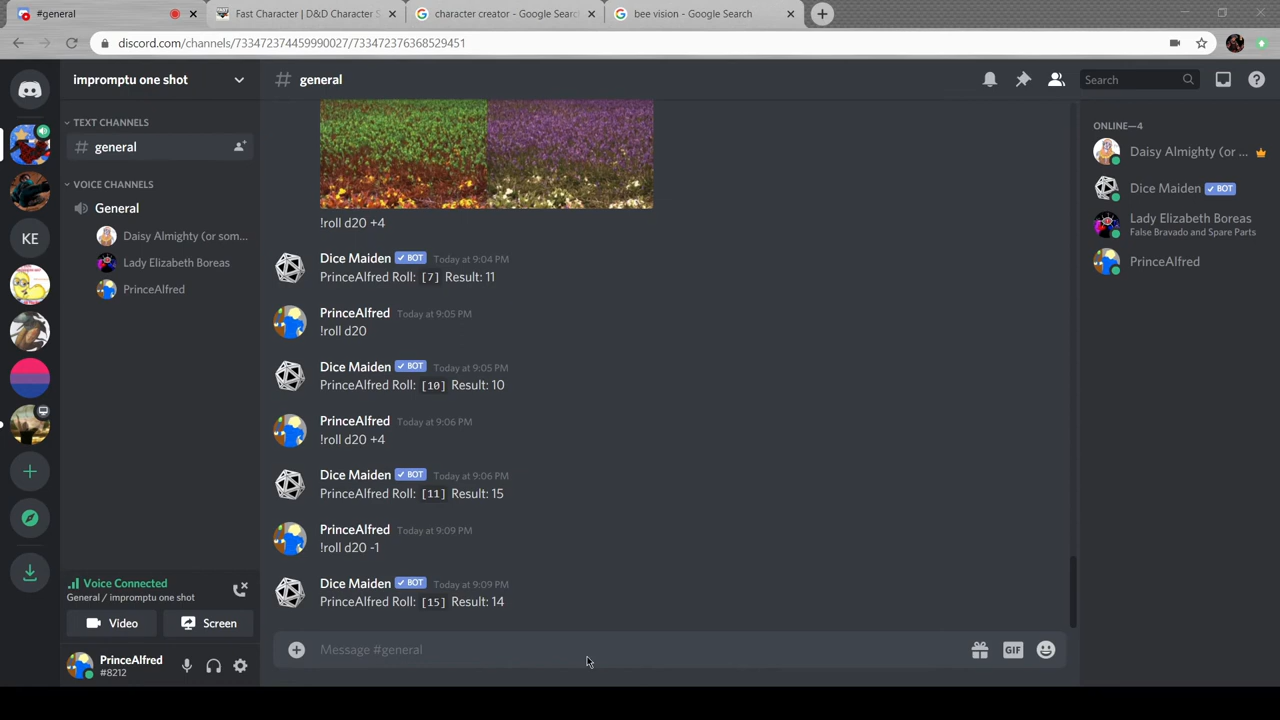 #general
Fast Character | D&D Character S
character creator - Google Searc
bee vision - Google Search
discord.com/channels/733472374459990027/733472376368529451
impromptu one shot
general
Search
TEXT CHANNELS
general
VOICE CHANNELS
General
Daisy Almighty (or som...
Lady Elizabeth Boreas
PrinceAlfred
KE
!roll d20 +4
Dice Maiden BOT Today at 9:04 PM
PrinceAlfred Roll: [7] Result: 11
PrinceAlfred Today at 9:05 PM
!roll d20
Dice Maiden BOT Today at 9:05 PM
PrinceAlfred Roll: [10] Result: 10
PrinceAlfred Today at 9:06 PM
!roll d20 +4
Dice Maiden BOT Today at 9:06 PM
PrinceAlfred Roll: [11] Result: 15
PrinceAlfred Today at 9:09 PM
!roll d20 -1
Dice Maiden BOT Today at 9:09 PM
PrinceAlfred Roll: [15] Result: 14
Message #general
GIF
ONLINE—4
Daisy Almighty (or ...
Dice Maiden BOT
Lady Elizabeth Boreas
False Bravado and Spare Parts
PrinceAlfred
Voice Connected
General / impromptu one shot
Video
Screen
PrinceAlfred
#8212